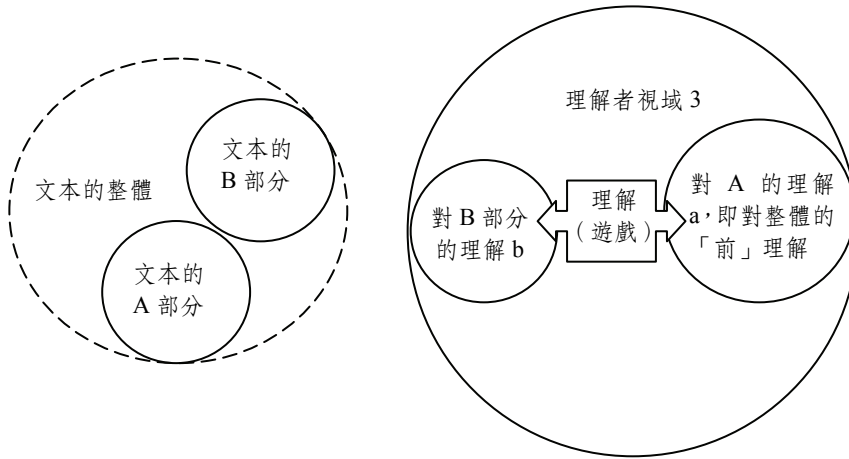 文本的整體
文本的
B 部分
文本的
A 部分
理解者視域 3
對 B 部分
的理解 b
理解
（遊戲）
對 A 的理解
a，即對整體的
「前」理解